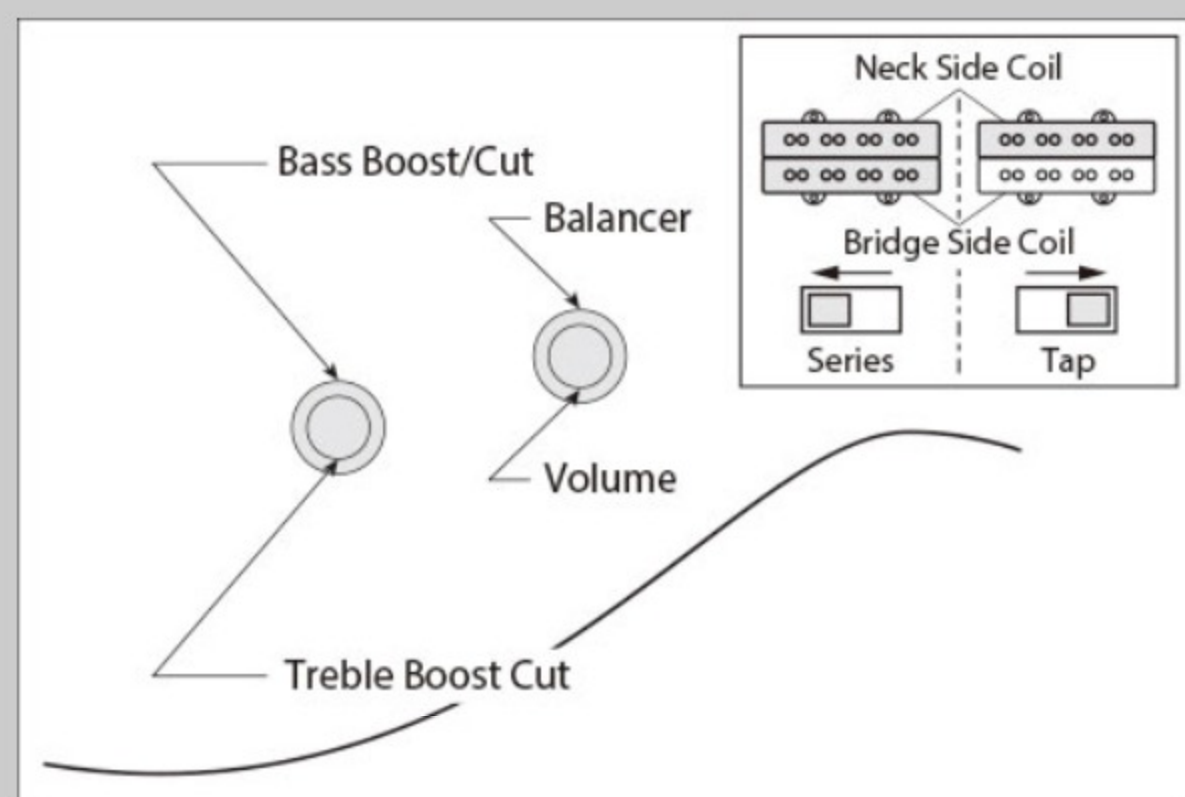 Neck Side Coil
Bass Boost/Cut
Balancer
Bridge Side Coil
Series
Tap
Volume
Treble Boost Cut